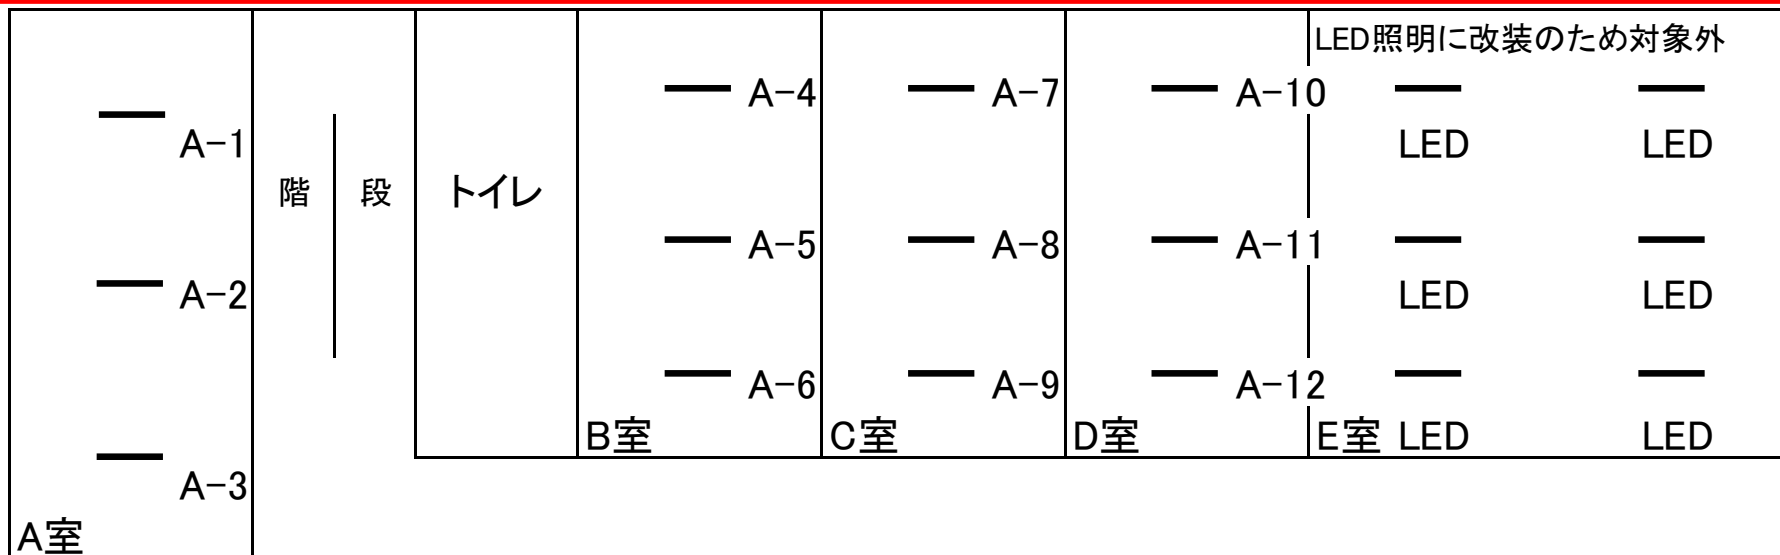 LED照明に改装のため対象外
A-4
A-7
A-10
A-1
LED
LED
階
段
トイレ
A-5
A-8
A-11
A-2
LED
LED
A-6
A-9
A-12
B室
C室
D室
E室
LED
LED
A-3
A室